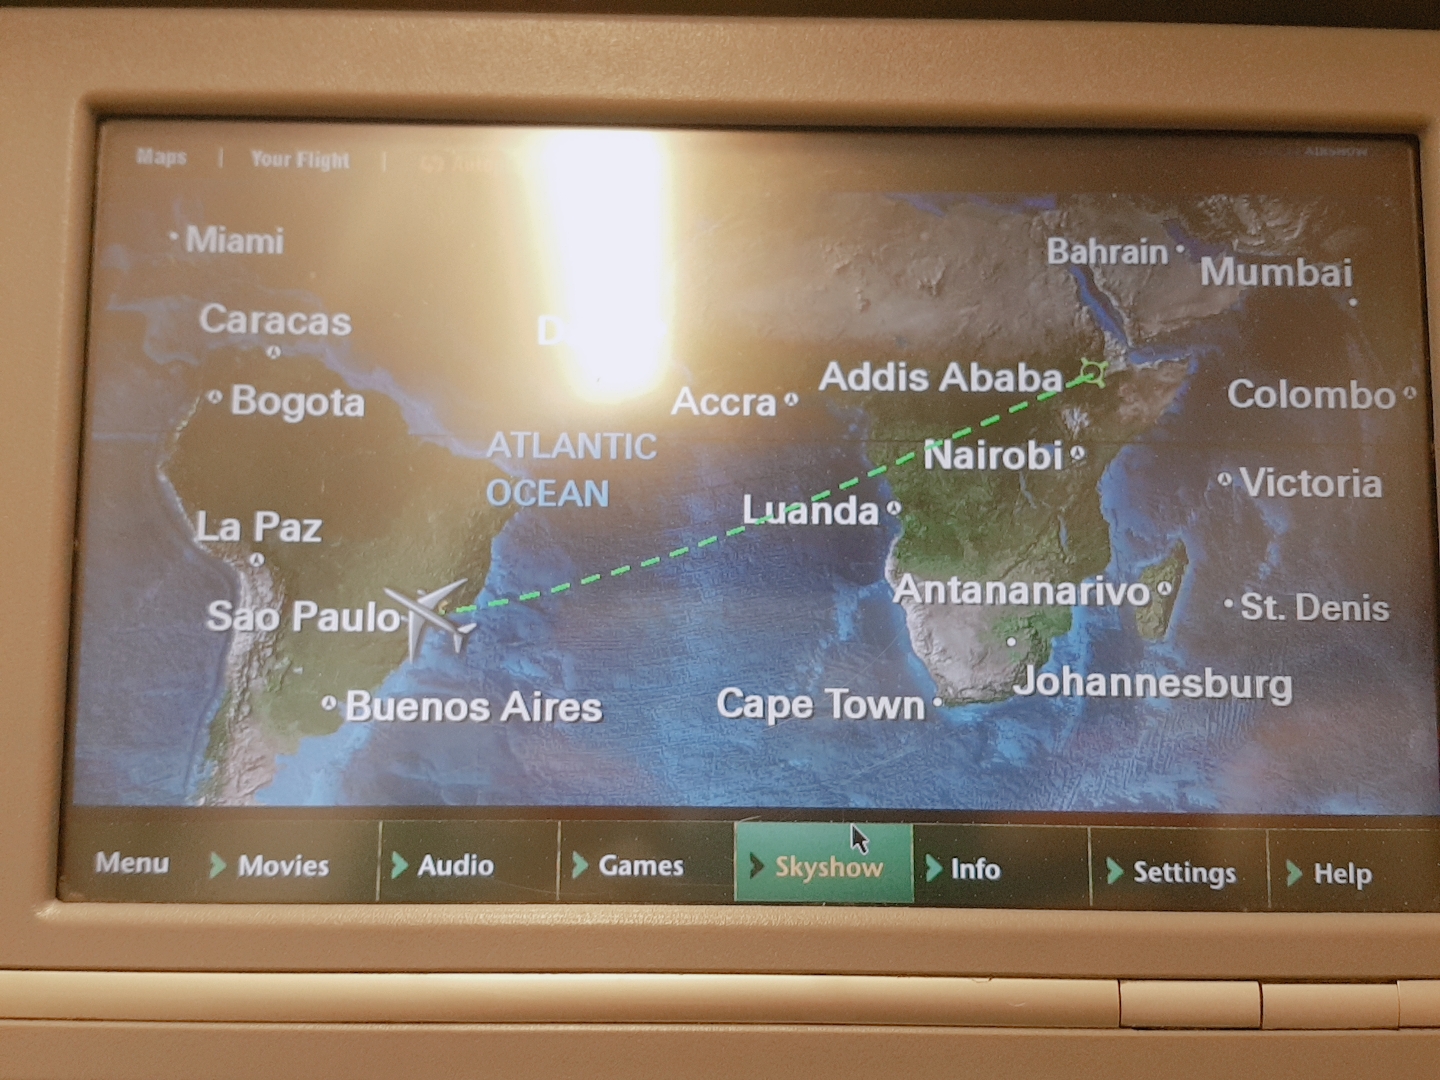 Maps | Your Flight |
AIRSHOW
Miami
Bahrain
Mumbai
Caracas
Addis Ababa
Bogota
Accra
Colombo
ATLANTIC
OCEAN
Nairobi
Victoria
La Paz
Luanda
Sao Paulo
Antananarivo
St. Denis
Buenos Aires
Cape Town
Johannesburg
Menu
Movies
Audio
Games
Skyshow
Info
Settings
Help